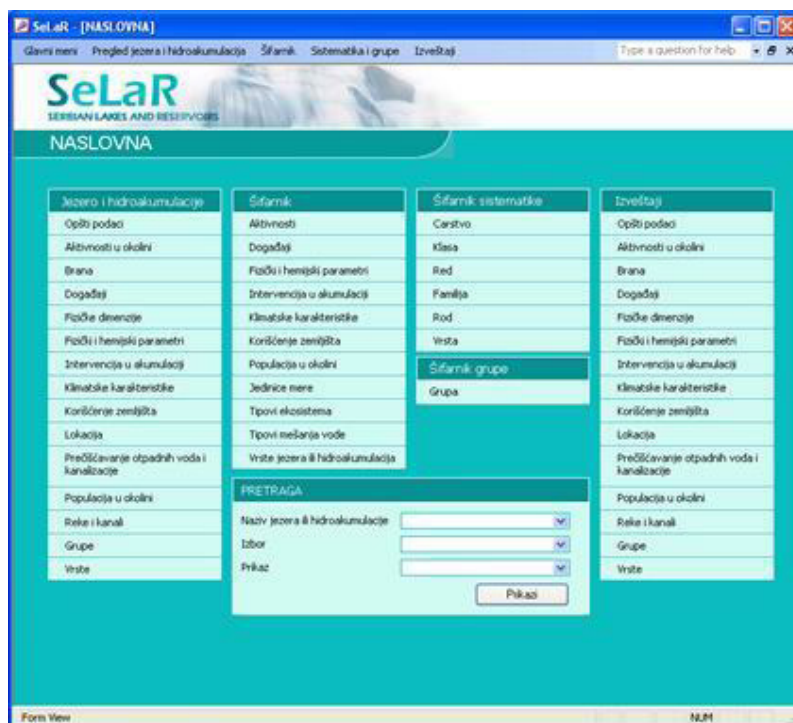 SeLaR - [NASLOVNA]
Glavni meni Pregled jezera i hidroakumulacija Šifarnik Sistematika i grupe Izveštaji Type a question for help
SeLaR
SERBIAN LAKES AND RESERVOIRS
NASLOVNA
Jezero i hidroakumulacije
Opšti podaci
Aktivnosti u okolini
Brana
Događaji
Fizičke dimenzije
Fizički i hemijski parametri
Intervencija u akumulaciji
Klimatske karakteristike
Korišćenje zemljišta
Lokacija
Prečišćavanje otpadnih voda i
kanalizacije
Populacija u okolini
Reke i kanali
Grupe
Vrste
Šifarnik
Aktivnosti
Događaji
Fizički i hemijski parametri
Intervencija u akumulaciji
Klimatske karakteristike
Korišćenje zemljišta
Populacija u okolini
Jedinice mere
Tipovi ekosistema
Tipovi mešanja vode
Vrste jezera ili hidroakumulacija
Šifarnik sistematike
Carstvo
Klasa
Red
Familija
Rod
Vrsta
Šifarnik grupe
Grupa
PRETRAGA
Naziv jezera ili hidroakumulacije
Izbor
Prikaz
Prikaži
Izveštaji
Opšti podaci
Aktivnosti u okolini
Brana
Događaji
Fizičke dimenzije
Fizički i hemijski parametri
Intervencija u akumulaciji
Klimatske karakteristike
Korišćenje zemljišta
Lokacija
Prečišćavanje otpadnih voda i
kanalizacije
Populacija u okolini
Reke i kanali
Grupe
Vrste
Form View NUM